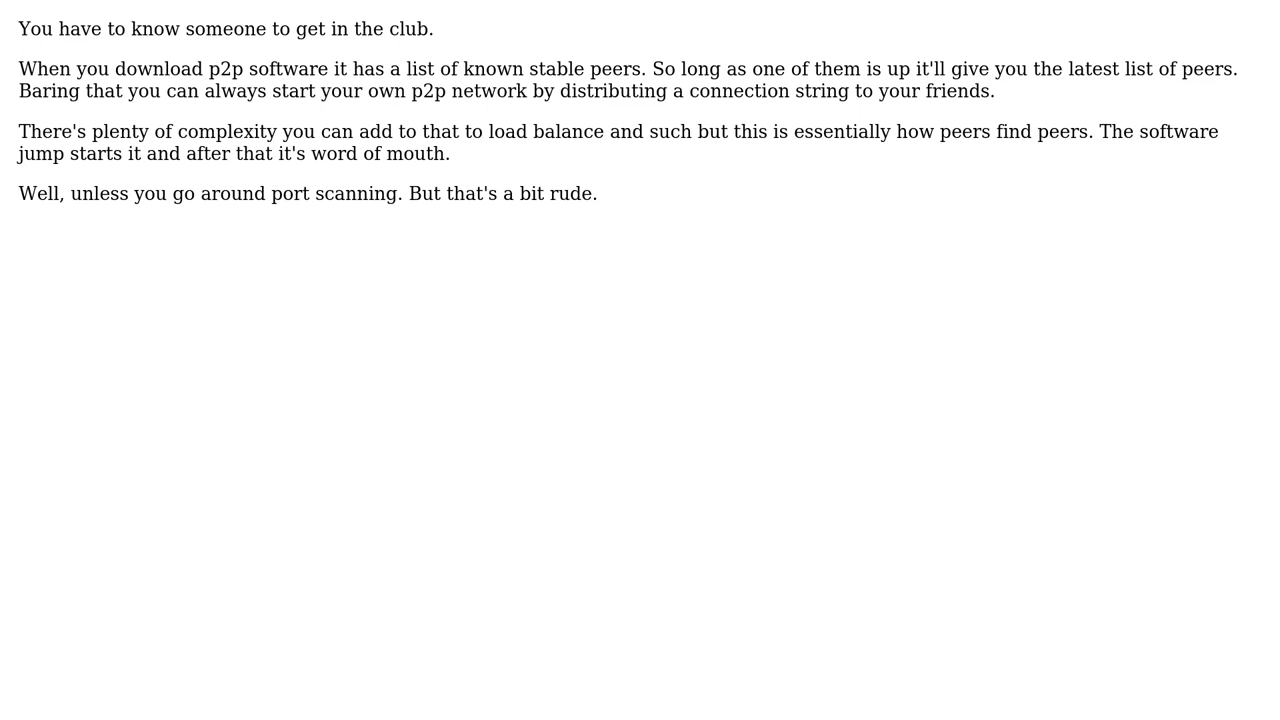 You have to know someone to get in the club.
When you download p2p software it has a list of known stable peers. So long as one of them is up it'll give you the latest list of peers.
Baring that you can always start your own p2p network by distributing a connection string to your friends.
There's plenty of complexity you can add to that to load balance and such but this is essentially how peers find peers. The software
jump starts it and after that it's word of mouth.
Well, unless you go around port scanning. But that's a bit rude.